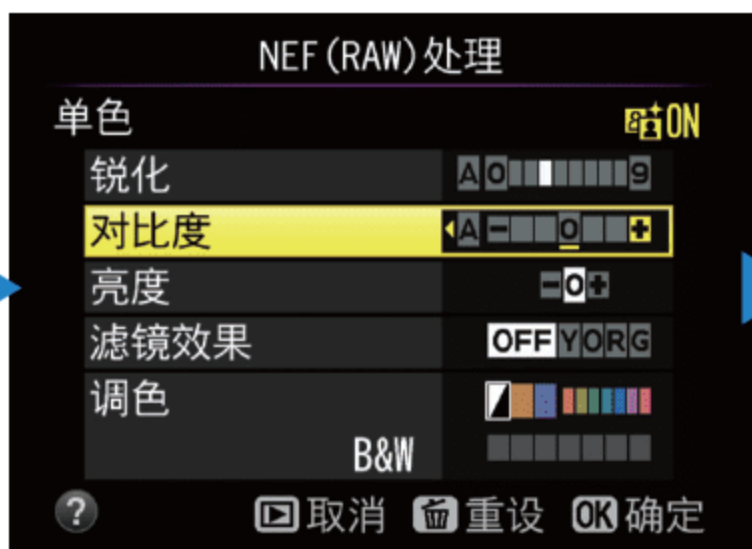 NEF(RAW)处理
单色 ON
锐化 A 0 9
对比度 A - 0 +
亮度 - 0 +
滤镜效果 OFF Y O R G
调色
B&W
? 取消 重设 OK 确定